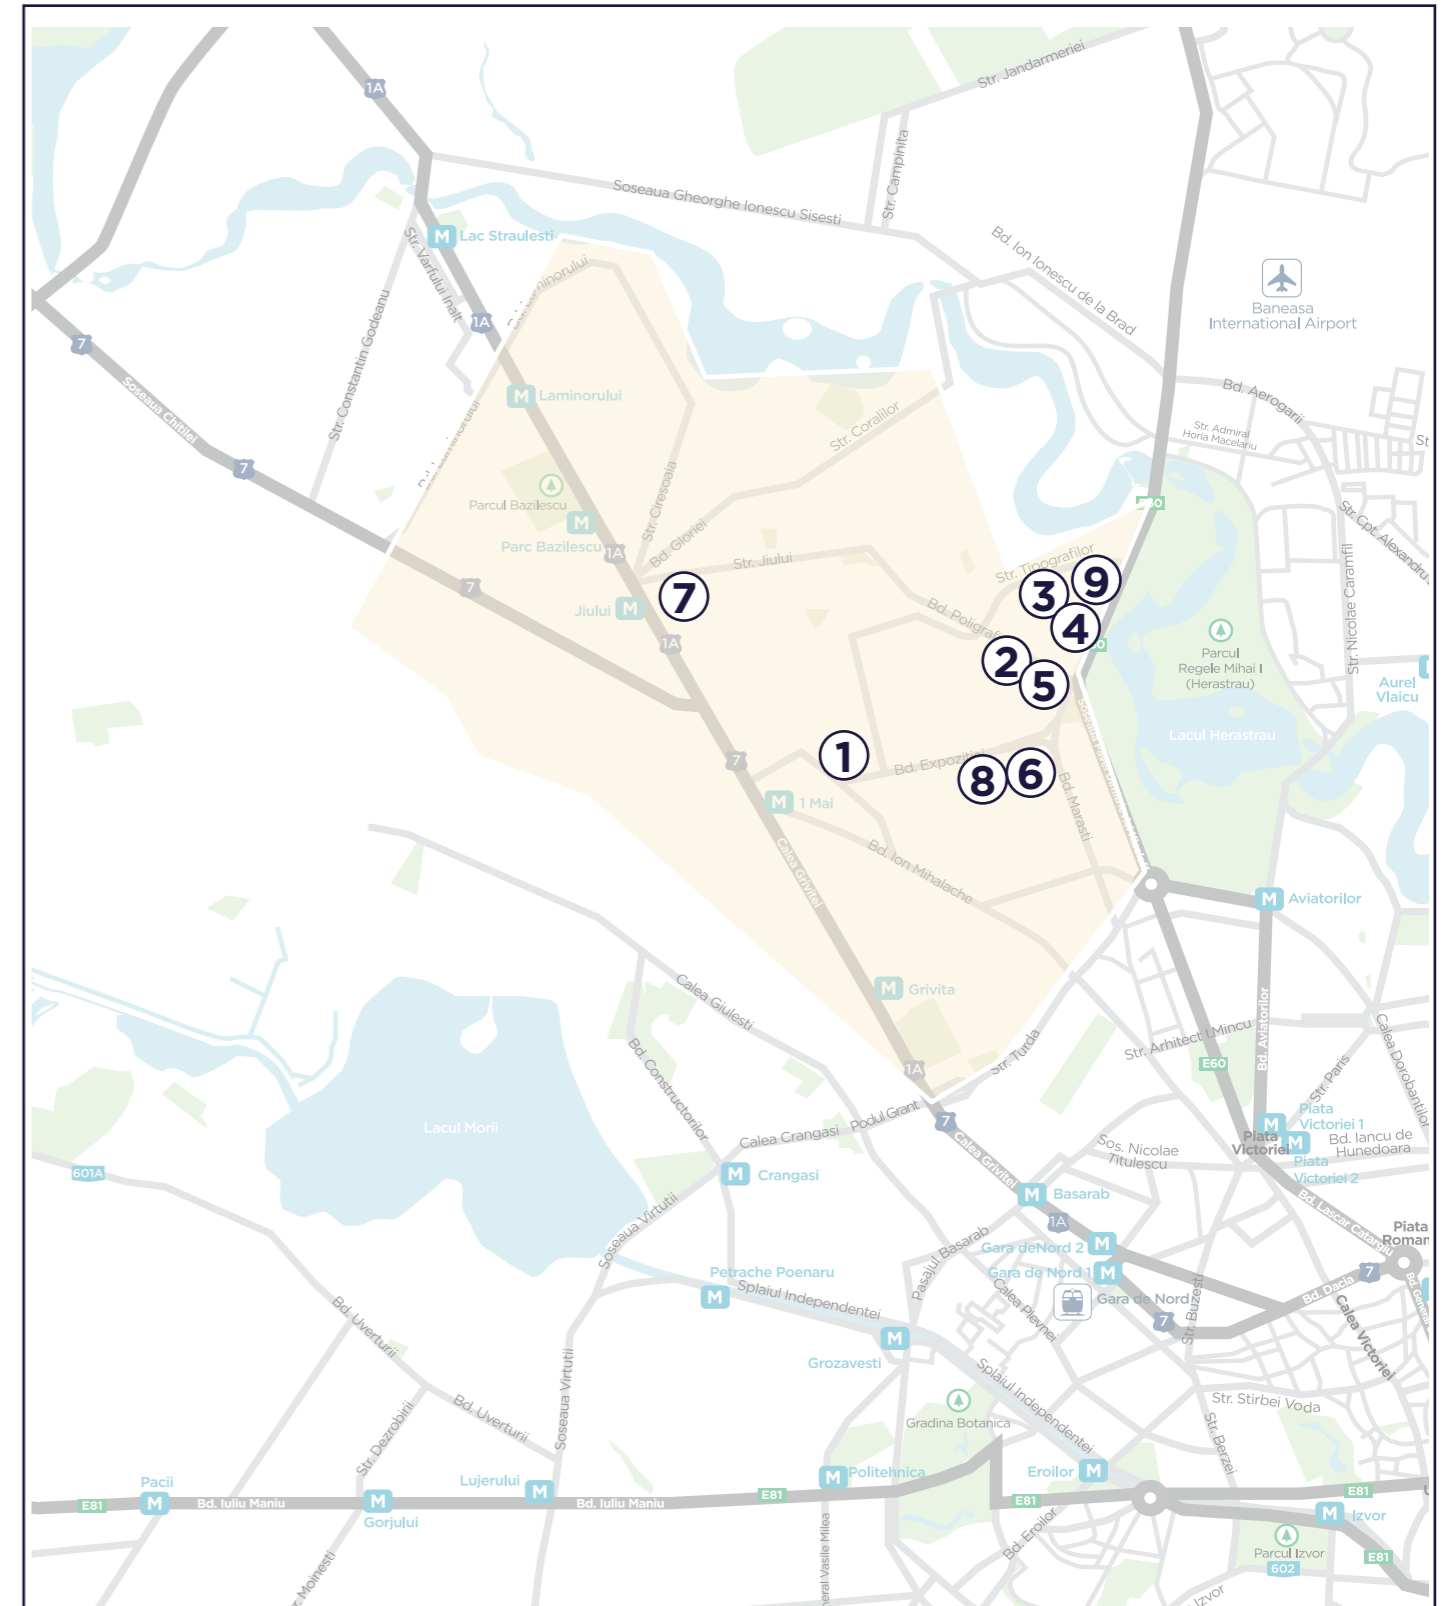 1A
Str. Jandarmeriei
Str. Campinita
Soseaua Gheorghe Ionescu Sisesti
M Lac Straulesti
Str. Varfului Inalt
Bd. Ion Ionescu de la Brad
Baneasa
International Airport
1A
7
Str. Constantin Godeanu
Soseaua Chitilei
M Laminorului
Bd. Aerogarii
Str. Admiral
Horia Macelariu
Str. Coralilor
7
Parcul Bazilescu
M
Parc Bazilescu
Str. Ciresoaia
Bd. Gloriei
1A
Str. Jiului
Str. Tipografilor
Str. Nicolae Caramfil
Str. Cpt. Alexandru
7
Jiului M
7
3
9
4
Bd. Poligraf
1A
2
5
Parcul
Regele Mihai I
(Herastrau)
Aurel
Vlaicu
Lacul Herastrau
7
1
Bd. Expozitiei
8
6
Bd. Marasti
M 1 Mai
Calea Grivitei
Bd. Ion Mihalache
M Aviatorilor
M Grivita
Calea Giulesti
Bd. Constructorilor
Str. Turda
Str. Arhitect I.Mincu
Bd. Aviatorilor
Calea Dorobantilor
1A
E60
Str. Paris
Lacul Morii
Calea Crangasi
Podul Grant
7
Calea Grivitei
Sos. Nicolae
Titulescu
M Piata
Victoriei 1
Piata
Victoriei
M
Piata
Victoriei 2
Bd. Iancu de
Hunedoara
601A
M Crangasi
Soseaua Virtutii
M Basarab
1A
Bd. Lascar Catargiu
Pasajul Basarab
Gara deNord 2 M
Gara de Nord 1 M
Gara de Nord
Piata
Roman
7
Bd. Dacia
Petrache Poenaru
M
Splaiul Independentei
Calea Plevnei
7
Str. Buzesti
Calea Victoriei
Bd. Uverturii
M
Grozavesti
Splaiul Independentei
Soseaua Virtutii
Str. Dezrobirii
Bd. Uverturii
Gradina Botanica
Str. Stirbei Voda
Str. Berzei
Pacii
M
E81
Bd. Iuliu Maniu
M
Gorjului
Lujerului M
Bd. Iuliu Maniu
E81
M Politehnica
Eroilor M
E81
E81
M Izvor
Bd. Eroilor
Parcul Izvor
602
E81
Izvor